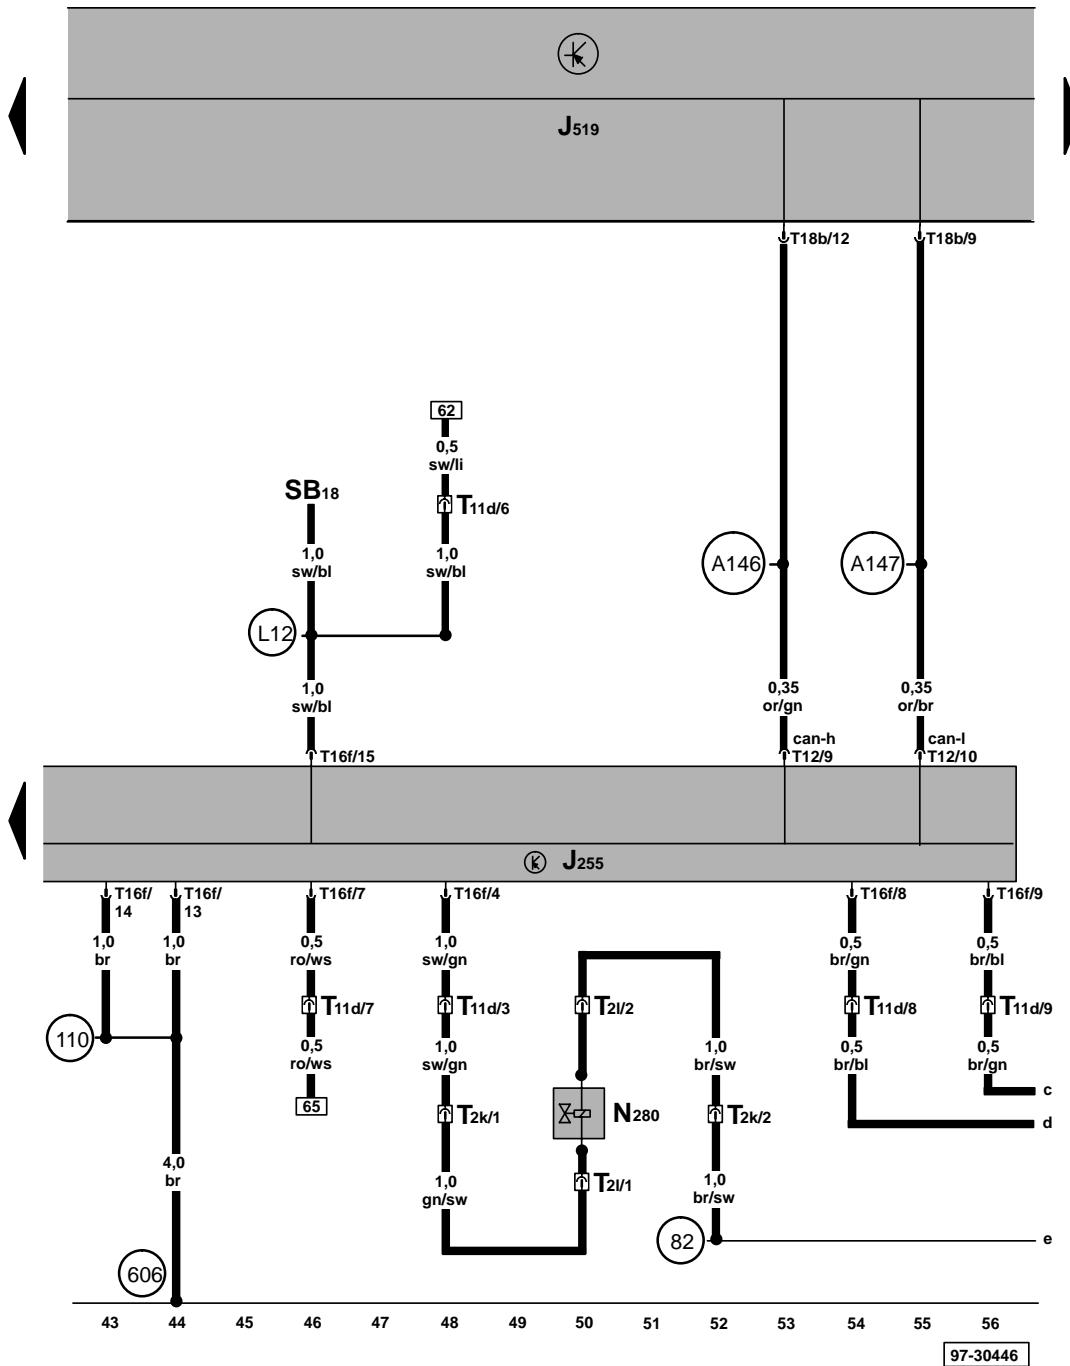 J519
T18b/12
T18b/9
62
0,5
sw/li
SB18
T11d/6
1,0
sw/bl
1,0
sw/bl
A146
A147
L12
1,0
sw/bl
0,35
or/gn
0,35
or/br
can-h
can-l
T16f/15
T12/9
T12/10
J255
T16f/
14
T16f/
13
T16f/7
T16f/4
T16f/8
T16f/9
1,0
br
1,0
br
0,5
ro/ws
1,0
sw/gn
0,5
br/gn
0,5
br/bl
T11d/7
T11d/3
T2l/2
T11d/8
T11d/9
110
0,5
ro/ws
1,0
sw/gn
1,0
br/sw
0,5
br/bl
0,5
br/gn
c
65
T2k/1
N280
T2k/2
d
4,0
br
1,0
gn/sw
T2l/1
1,0
br/sw
82
e
606
43 44 45 46 47 48 49 50 51 52 53 54 55 56
97-30446